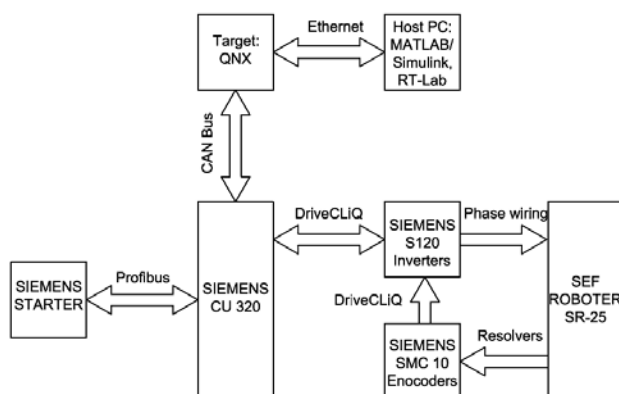 Ethernet
Target:
QNX
Host PC:
MATLAB/
Simulink,
RT-Lab
CAN Bus
DriveCLiQ
Phase wiring
SIEMENS
S120
Inverters
Profibus
SIEMENS
STARTER
SIEMENS
CU 320
SEF
ROBOTER
SR-25
DriveCLiQ
Resolvers
SIEMENS
SMC 10
Enocoders